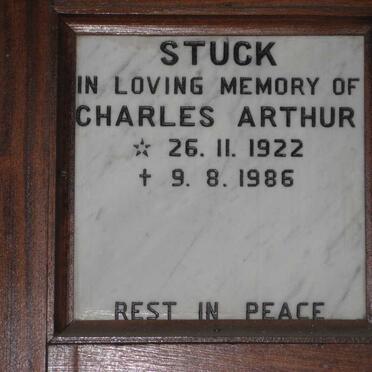 STUCK
IN LOVING MEMORY OF
CHARLES ARTHUR
☆ 26. 11. 1922
† 9. 8. 1986
REST IN PEACE